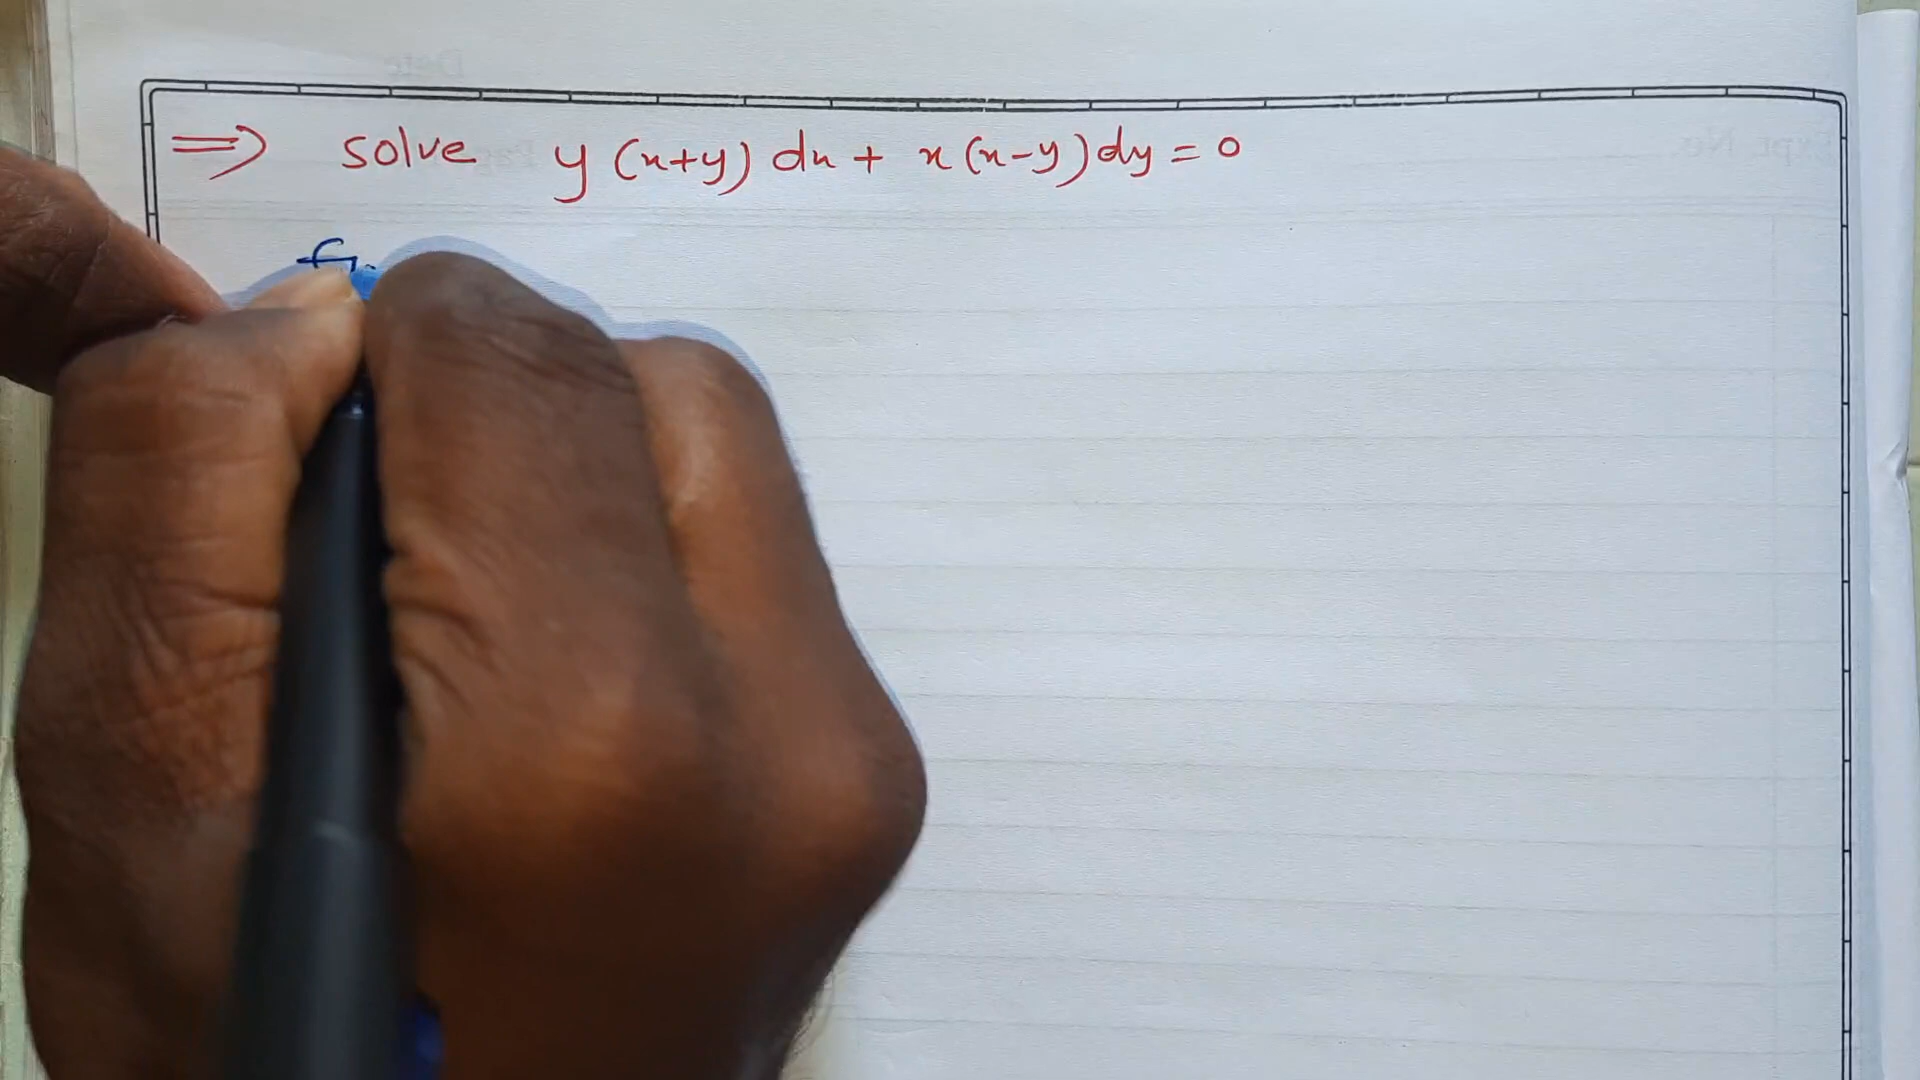 ⇒ solve y (x+y) dx + x (x-y) dy = 0